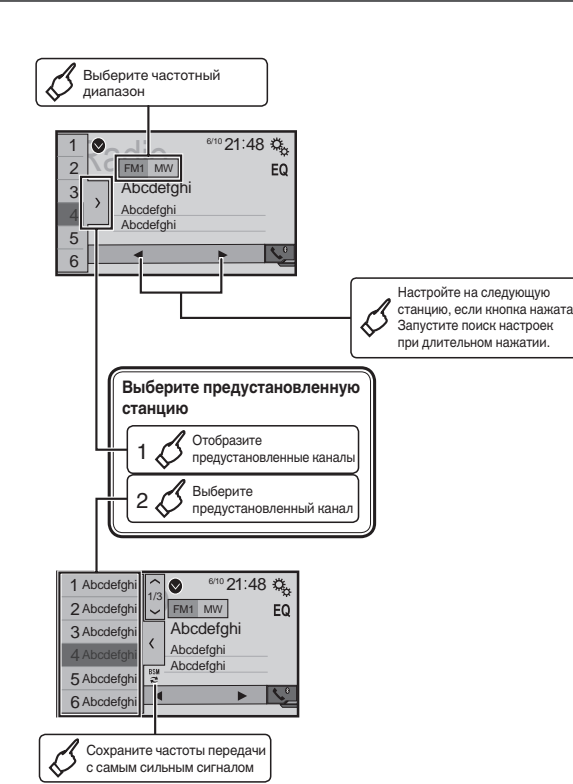 Выберите частотный
диапазон
Radio
6/10 21:48
1
2
3
4
5
6
FM1 MW
EQ
Abcdefghi
Abcdefghi
Abcdefghi
Настройте на следующую
станцию, если кнопка нажата
Запустите поиск настроек
при длительном нажатии.
Выберите предустановленную
станцию
1 Отобразите
предустановленные каналы
2 Выберите
предустановленный канал
1 Abcdefghi
2 Abcdefghi
3 Abcdefghi
4 Abcdefghi
5 Abcdefghi
6 Abcdefghi
1/3
BSM
6/10 21:48
FM1 MW
EQ
Abcdefghi
Abcdefghi
Abcdefghi
Сохраните частоты передачи
с самым сильным сигналом